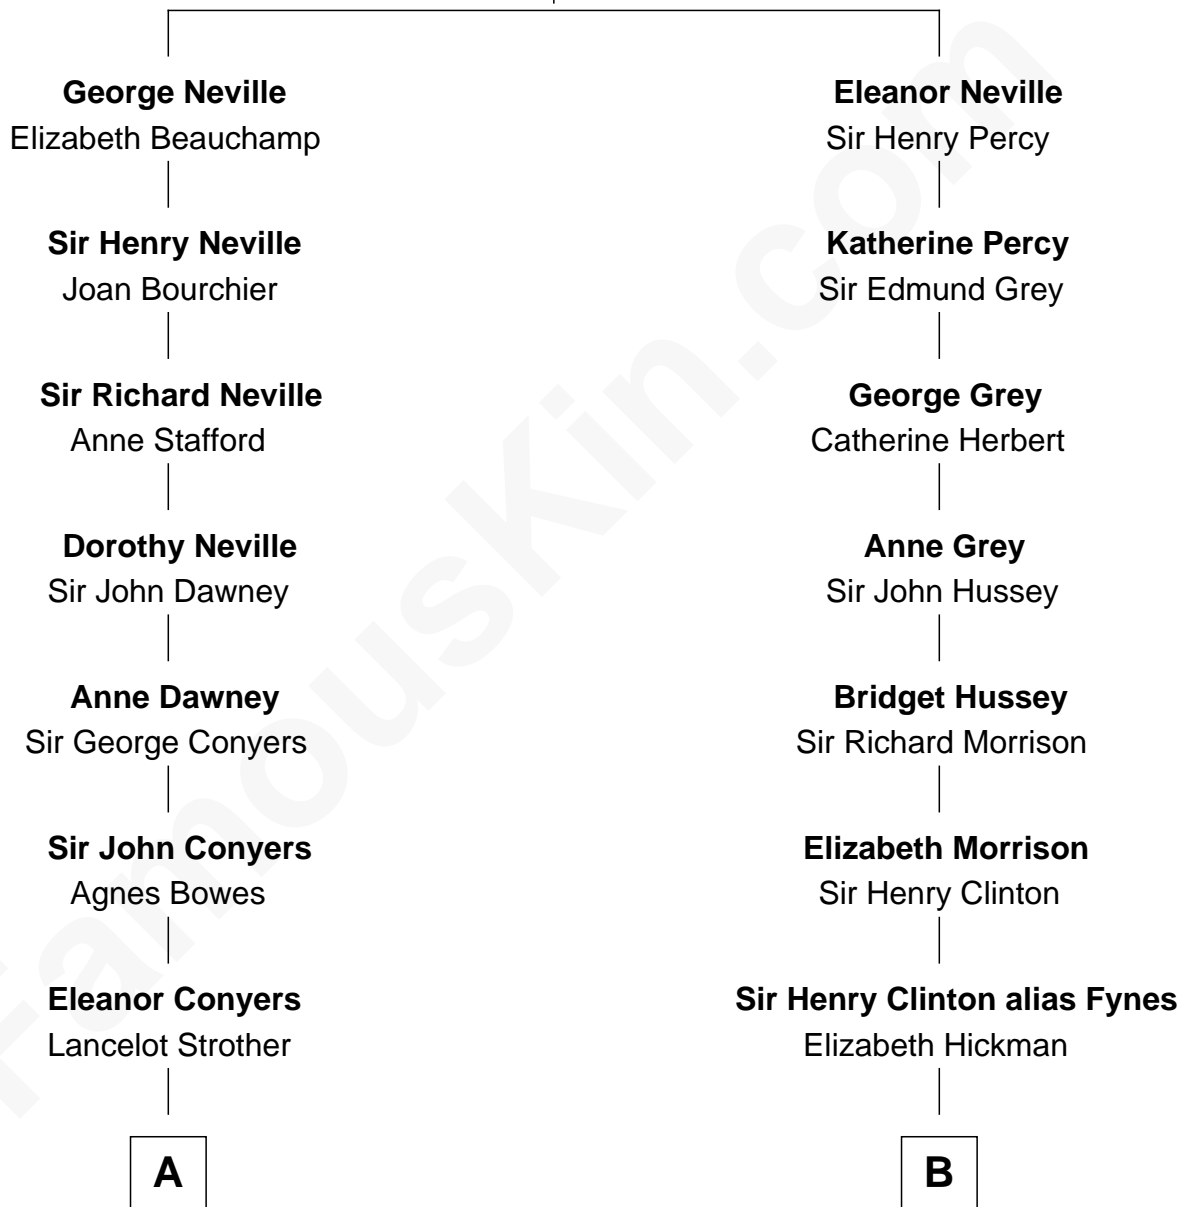 George Neville
Elizabeth Beauchamp
Sir Henry Neville
Joan Bourchier
Sir Richard Neville
Anne Stafford
Dorothy Neville
Sir John Dawney
Anne Dawney
Sir George Conyers
Sir John Conyers
Agnes Bowes
Eleanor Conyers
Lancelot Strother
A
Eleanor Neville
Sir Henry Percy
Katherine Percy
Sir Edmund Grey
George Grey
Catherine Herbert
Anne Grey
Sir John Hussey
Bridget Hussey
Sir Richard Morrison
Elizabeth Morrison
Sir Henry Clinton
Sir Henry Clinton alias Fynes
Elizabeth Hickman
B
FamousKin.com